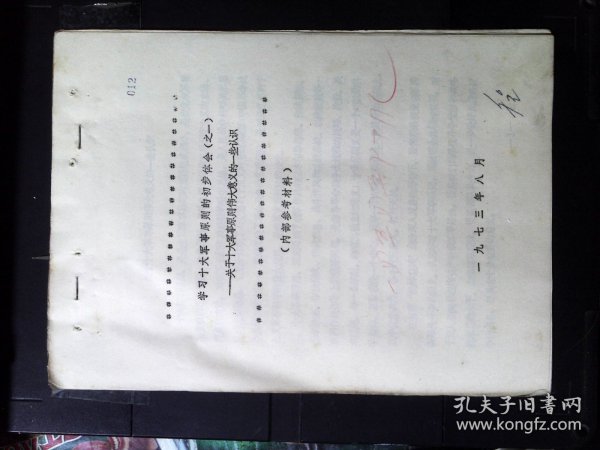 012
学习十大军事原则的初步体会(之一)
——关于十大军事原则伟大意义的一些认识
(内部参考材料)
一九七三年八月
孔夫子旧书网
www.kongfz.com